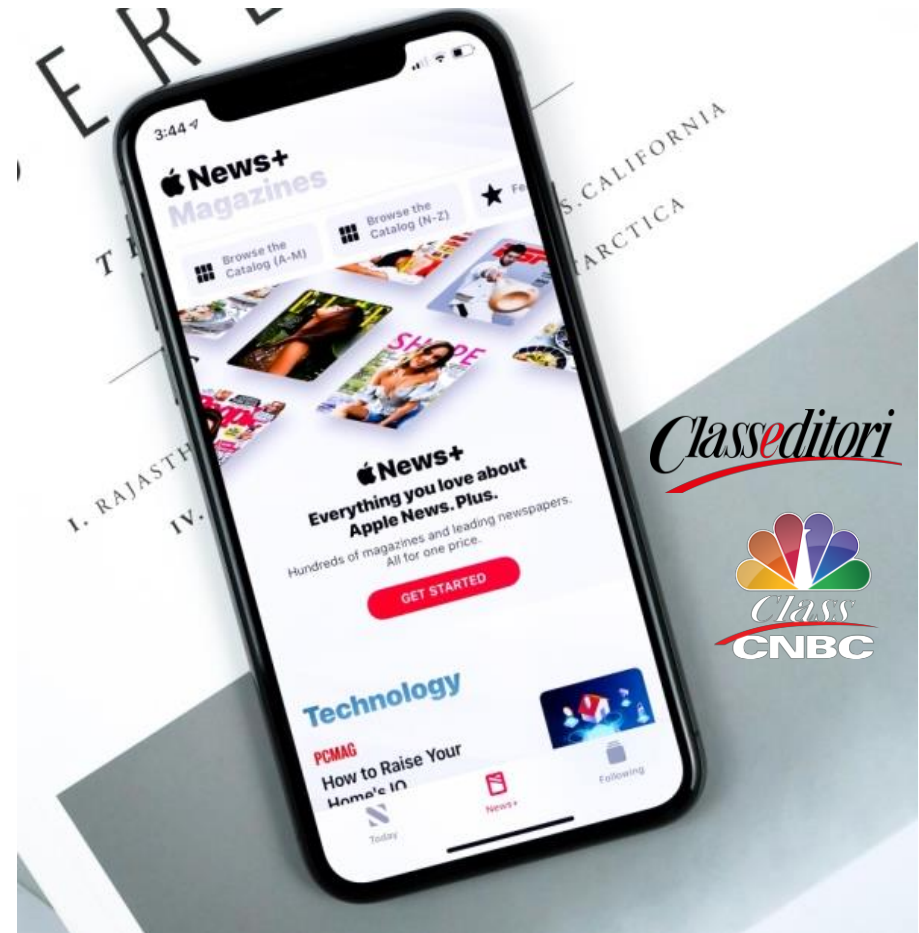 3:44
News+
Magazines
Browse the
Catalog (A-M)
Browse the
Catalog (N-Z)
S.CALIFORNIA
SHAPE
News+
Everything you love about
Apple News. Plus.
Hundreds of magazines and leading newspapers.
All for one price.
GET STARTED
I. RAJASTH
IV.
Technology
PCMAG
How to Raise Your
Home's IQ
Today
News+
Following
Classeditori
Class
CNBC